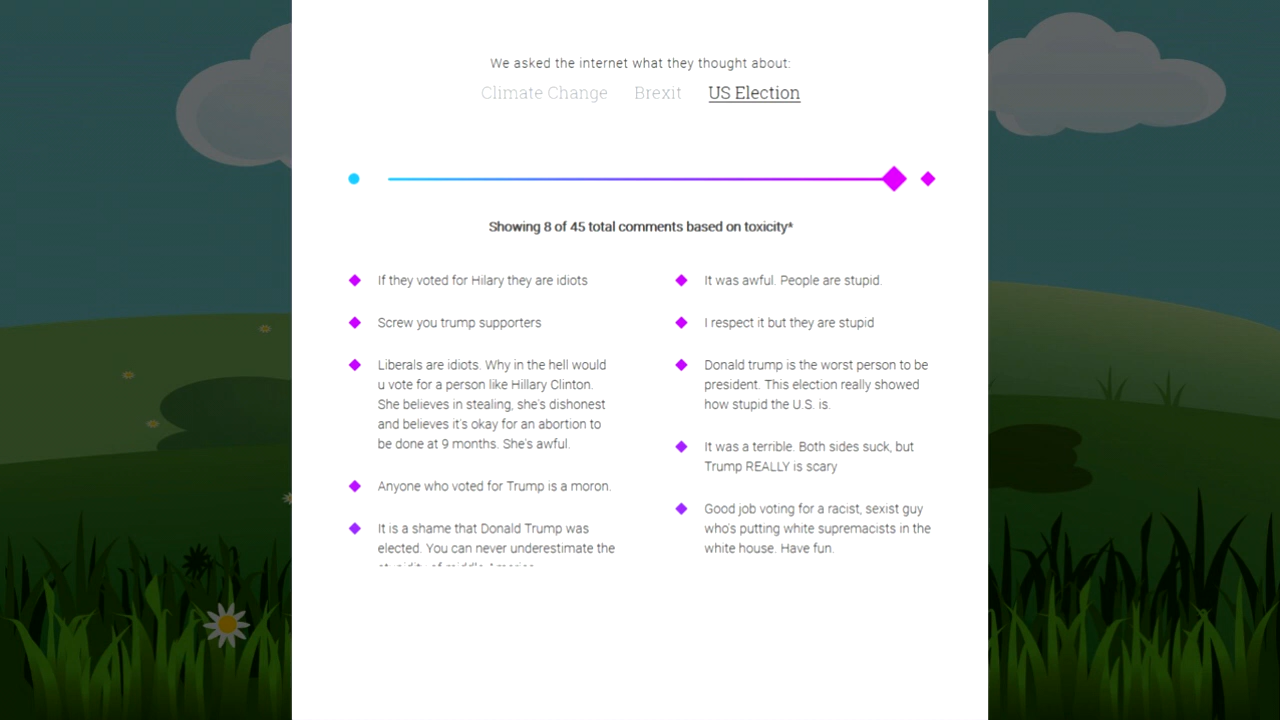 We asked the internet what they thought about:
Climate Change Brexit US Election
Showing 8 of 45 total comments based on toxicity*
If they voted for Hilary they are idiots
Screw you trump supporters
Liberals are idiots. Why in the hell would
u vote for a person like Hillary Clinton.
She believes in stealing, she's dishonest
and believes it's okay for an abortion to
be done at 9 months. She's awful.
Anyone who voted for Trump is a moron.
It is a shame that Donald Trump was
elected. You can never underestimate the
It was awful. People are stupid.
I respect it but they are stupid
Donald trump is the worst person to be
president. This election really showed
how stupid the U.S. is.
It was a terrible. Both sides suck, but
Trump REALLY is scary
Good job voting for a racist, sexist guy
who's putting white supremacists in the
white house. Have fun.